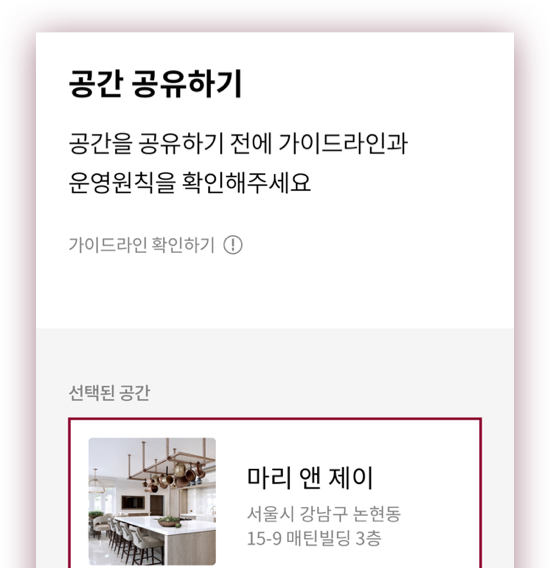 공간 공유하기
공간을 공유하기 전에 가이드라인과
운영원칙을 확인해주세요
가이드라인 확인하기
선택된 공간
마리 앤 제이
서울시 강남구 논현동
15-9 매틴빌딩 3층